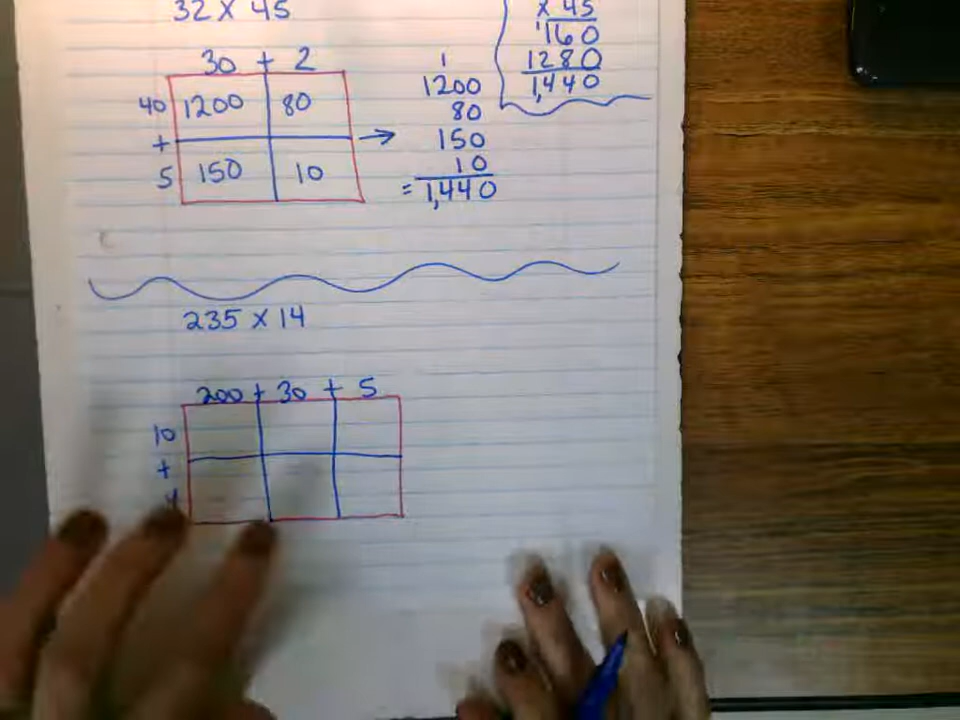 32 x 45
30 + 2
40 1200 80
+
5 150 10
→
1
1200
80
150
10
= 1,440
x 45
160
1280
1,440
235 x 14
200 + 30 + 5
10
+
4